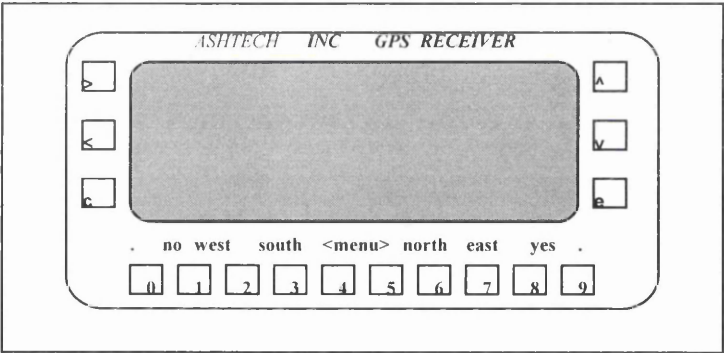 ASHTECH INC GPS RECEIVER
> ^
< v
c e
. no west south <menu> north east yes .
0 1 2 3 4 5 6 7 8 9